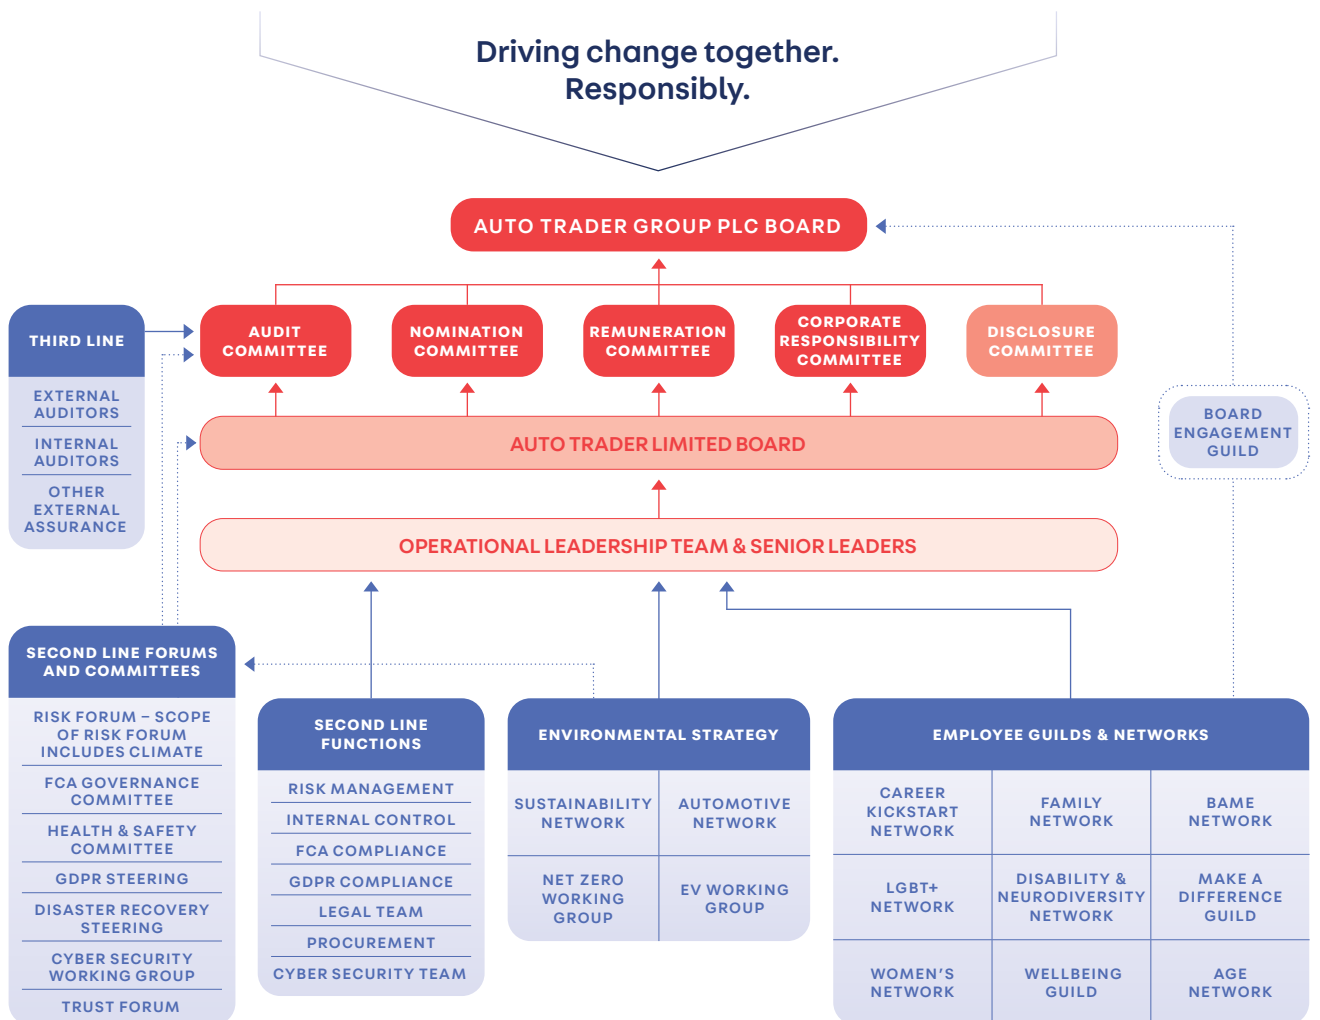 Driving change together.
Responsibly.
AUTO TRADER GROUP PLC BOARD
THIRD LINE
EXTERNAL
AUDITORS
INTERNAL
AUDITORS
OTHER
EXTERNAL
ASSURANCE
AUDIT
COMMITTEE
NOMINATION
COMMITTEE
REMUNERATION
COMMITTEE
CORPORATE
RESPONSIBILITY
COMMITTEE
DISCLOSURE
COMMITTEE
BOARD
ENGAGEMENT
GUILD
AUTO TRADER LIMITED BOARD
OPERATIONAL LEADERSHIP TEAM & SENIOR LEADERS
SECOND LINE FORUMS
AND COMMITTEES
RISK FORUM – SCOPE
OF RISK FORUM
INCLUDES CLIMATE
FCA GOVERNANCE
COMMITTEE
HEALTH & SAFETY
COMMITTEE
GDPR STEERING
DISASTER RECOVERY
STEERING
CYBER SECURITY
WORKING GROUP
TRUST FORUM
SECOND LINE
FUNCTIONS
RISK MANAGEMENT
INTERNAL CONTROL
FCA COMPLIANCE
GDPR COMPLIANCE
LEGAL TEAM
PROCUREMENT
CYBER SECURITY TEAM
ENVIRONMENTAL STRATEGY
SUSTAINABILITY
NETWORK
AUTOMOTIVE
NETWORK
NET ZERO
WORKING
GROUP
EV WORKING
GROUP
EMPLOYEE GUILDS & NETWORKS
CAREER
KICKSTART
NETWORK
FAMILY
NETWORK
BAME
NETWORK
LGBT+
NETWORK
DISABILITY &
NEURODIVERSITY
NETWORK
MAKE A
DIFFERENCE
GUILD
WOMEN'S
NETWORK
WELLBEING
GUILD
AGE
NETWORK